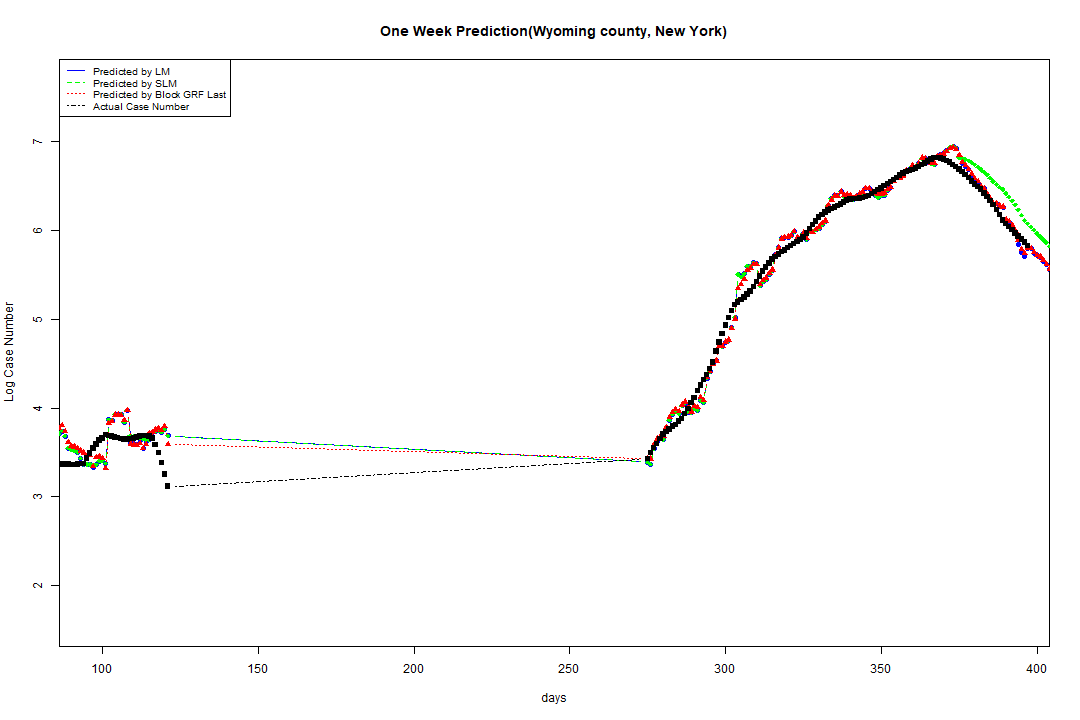 One Week Prediction(Wyoming county, New York)
Predicted by LM
Predicted by SLM
Predicted by Block GRF Last
Actual Case Number
Log Case Number
7
6
5
4
3
2
100 150 200 250 300 350 400
days